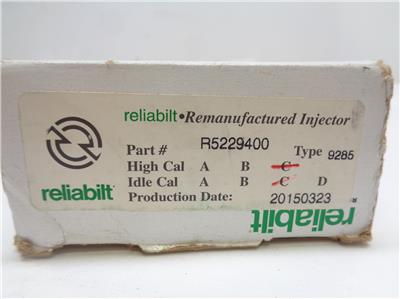 reliabilt•Remanufactured Injector
Part # R5229400 Type 9285
High Cal A B C
Idle Cal A B C D
Production Date: 20150323
reliabilt®
reliabilt®